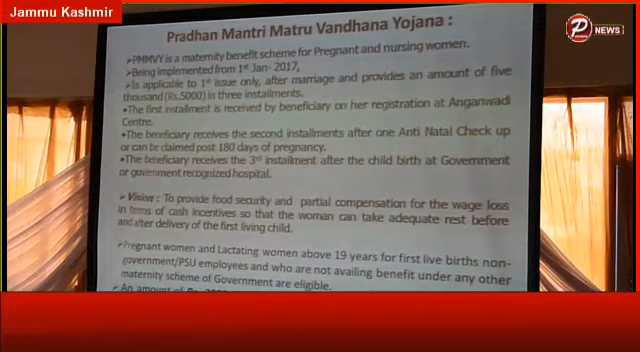 Jammu Kashmir
P NEWS
Pradhan Mantri Matru Vandhana Yojana :
➢PMMVY is a maternity benefit scheme for Pregnant and nursing women.
➢Being implemented from 1st Jan- 2017,
➢Is applicable to 1st issue only, after marriage and provides an amount of five
thousand (Rs.5000) in three installments.
•The first installment is received by beneficiary on her registration at Anganwadi
Centre.
•The beneficiary receives the second installments after one Anti Natal Check up
or can be claimed post 180 days of pregnancy.
•The beneficiary receives the 3rd installment after the child birth at Government
or government recognized hospital.
➢Vision : To provide food security and partial compensation for the wage loss
in terms of cash incentives so that the woman can take adequate rest before
and after delivery of the first living child.
➢Pregnant women and Lactating women above 19 years for first live births non-
government/PSU employees and who are not availing benefit under any other
maternity scheme of Government are eligible.
➢An amount of Rs.